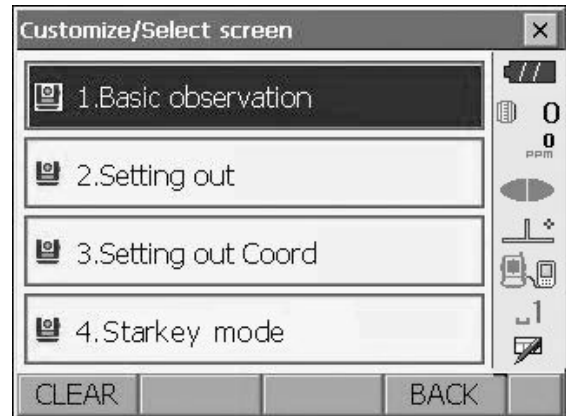 Customize/Select screen
1.Basic observation
2.Setting out
3.Setting out Coord
4.Starkey mode
0
0
PPM
1
CLEAR
BACK